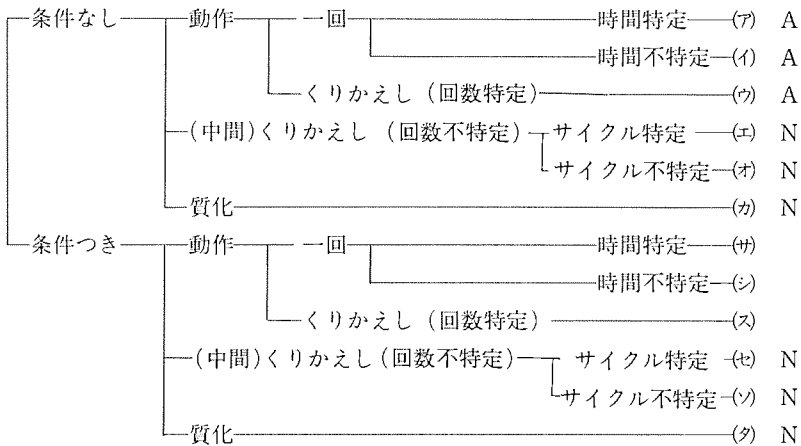 条件なし 動作 一回 時間特定 (ア) A
時間不特定 (イ) A
くりかえし(回数特定) (ウ) A
(中間)くりかえし(回数不特定) サイクル特定 (エ) N
サイクル不特定 (オ) N
質化 (カ) N
条件つき 動作 一回 時間特定 (サ)
時間不特定 (シ)
くりかえし(回数特定) (ス)
(中間)くりかえし(回数不特定) サイクル特定 (セ) N
サイクル不特定 (ソ) N
質化 (タ) N